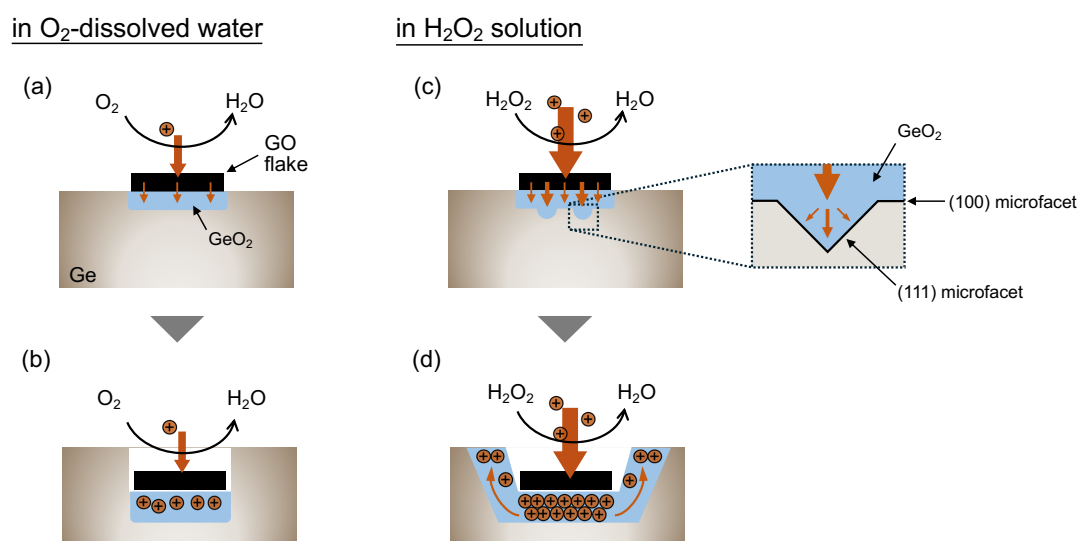 in O₂-dissolved water
in H₂O₂ solution
(a)
O₂
H₂O
+
GO
flake
GeO₂
Ge
(c)
H₂O₂
H₂O
+
+
+
GeO₂
(100) microfacet
(111) microfacet
(b)
O₂
H₂O
+
+ + + + +
(d)
H₂O₂
H₂O
+
+
+
++ ++
+ +
+++++++
++++++